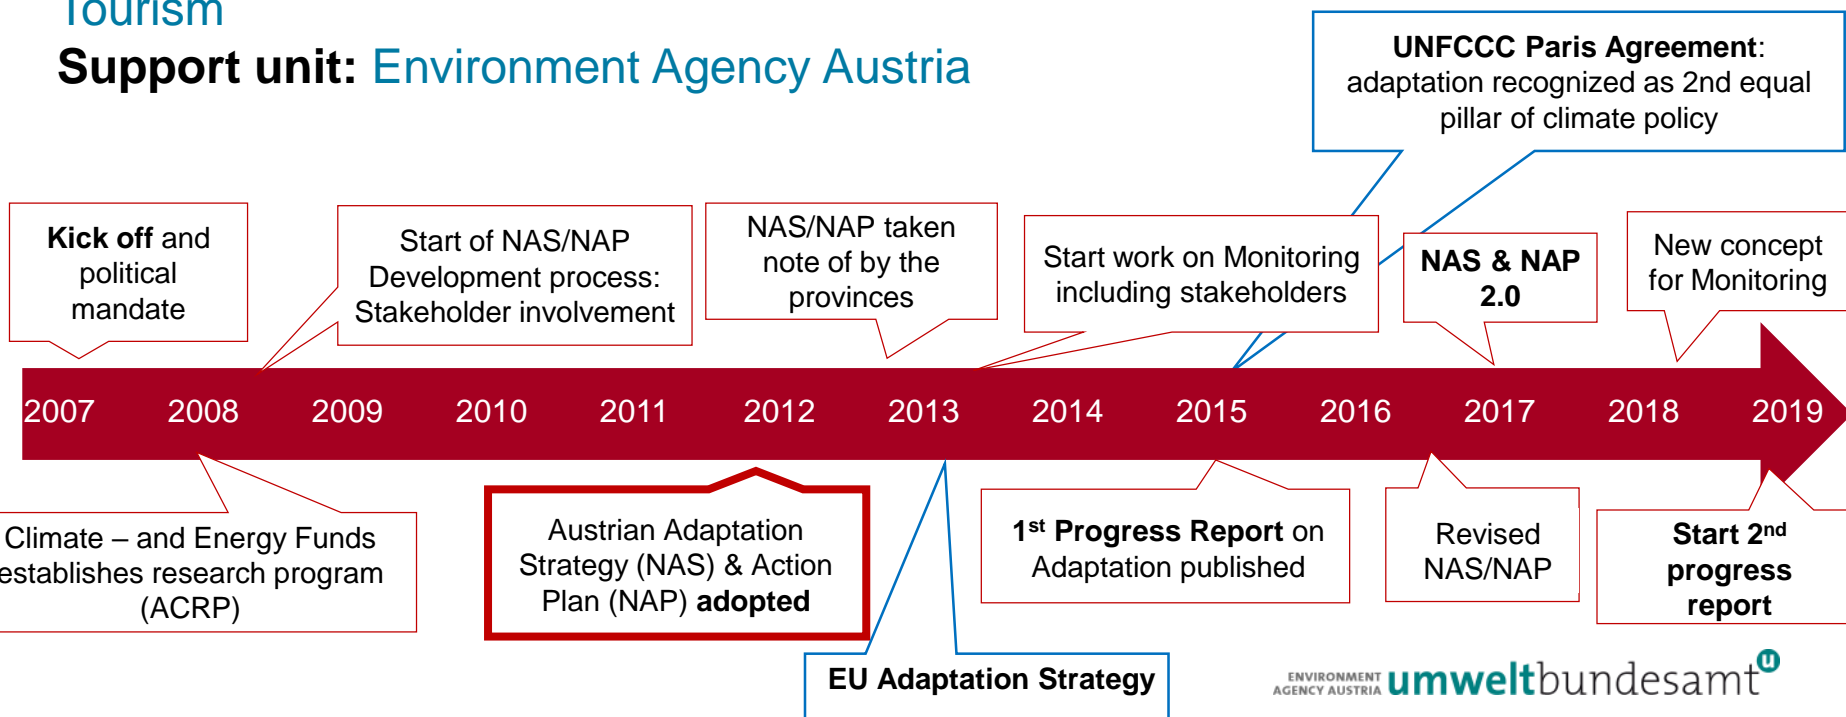 Tourism
Support unit: Environment Agency Austria
UNFCCC Paris Agreement:
adaptation recognized as 2nd equal
pillar of climate policy
Kick off and
political
mandate
Start of NAS/NAP
Development process:
Stakeholder involvement
NAS/NAP taken
note of by the
provinces
Start work on Monitoring
including stakeholders
NAS & NAP
2.0
New concept
for Monitoring
2007 2008 2009 2010 2011 2012 2013 2014 2015 2016 2017 2018 2019
Climate – and Energy Funds
establishes research program
(ACRP)
Austrian Adaptation
Strategy (NAS) & Action
Plan (NAP) adopted
EU Adaptation Strategy
1st Progress Report on
Adaptation published
Revised
NAS/NAP
Start 2nd
progress
report
ENVIRONMENT
AGENCY AUSTRIA umweltbundesamt U